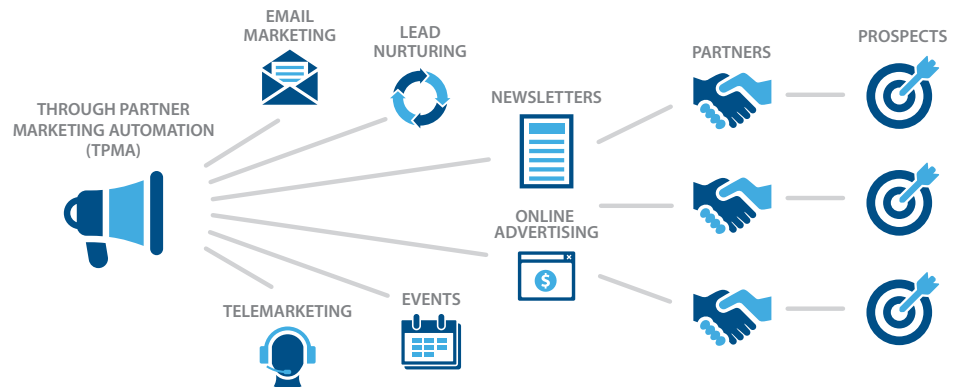 EMAIL
MARKETING
LEAD
NURTURING
PARTNERS
PROSPECTS
THROUGH PARTNER
MARKETING AUTOMATION
(TPMA)
NEWSLETTERS
ONLINE
ADVERTISING
$
TELEMARKETING
EVENTS